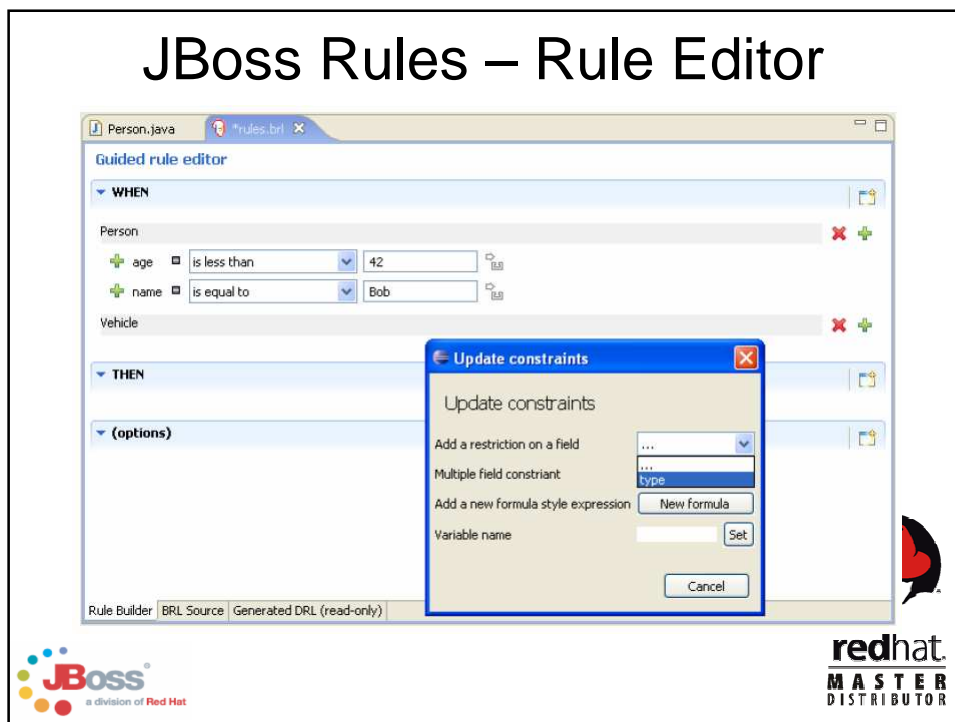 JBoss Rules – Rule Editor
Person.java
*rules.brl
Guided rule editor
WHEN
Person
age is less than 42
name is equal to Bob
Vehicle
THEN
(options)
Update constraints
Update constraints
Add a restriction on a field ...
...
type
Multiple field constriant
Add a new formula style expression New formula
Variable name Set
Cancel
Rule Builder BRL Source Generated DRL (read-only)
JBoss
a division of Red Hat
redhat.
MASTER
DISTRIBUTOR